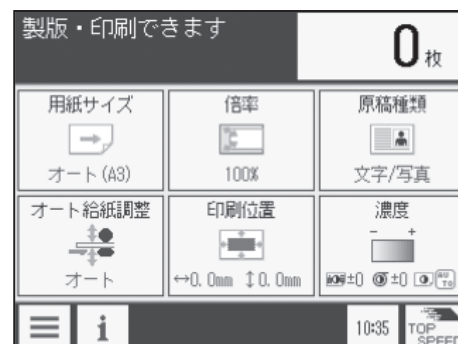 製版・印刷できます
0枚
用紙サイズ
オート(A3)
倍率
100%
原稿種類
文字/写真
オート給紙調整
オート
印刷位置
↔0.0mm ↕0.0mm
濃度
- +
±0 ±0 AUTO
i
10:35
TOP SPEED